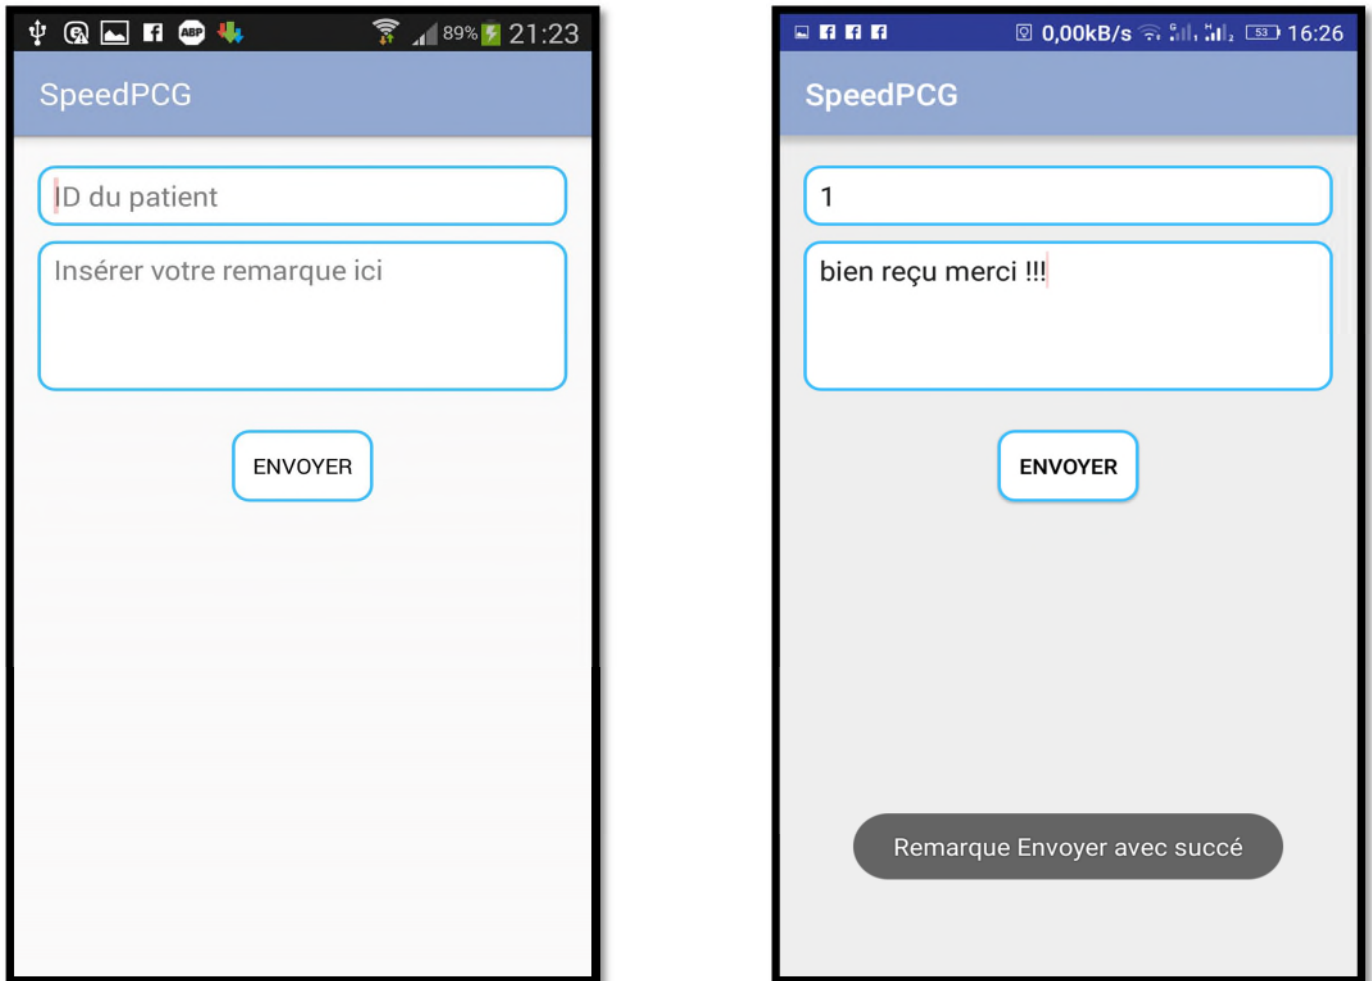 89% 21:23
SpeedPCG
ID du patient
Insérer votre remarque ici
ENVOYER
0,00kB/s 53 16:26
SpeedPCG
1
bien reçu merci !!!
ENVOYER
Remarque Envoyer avec succé